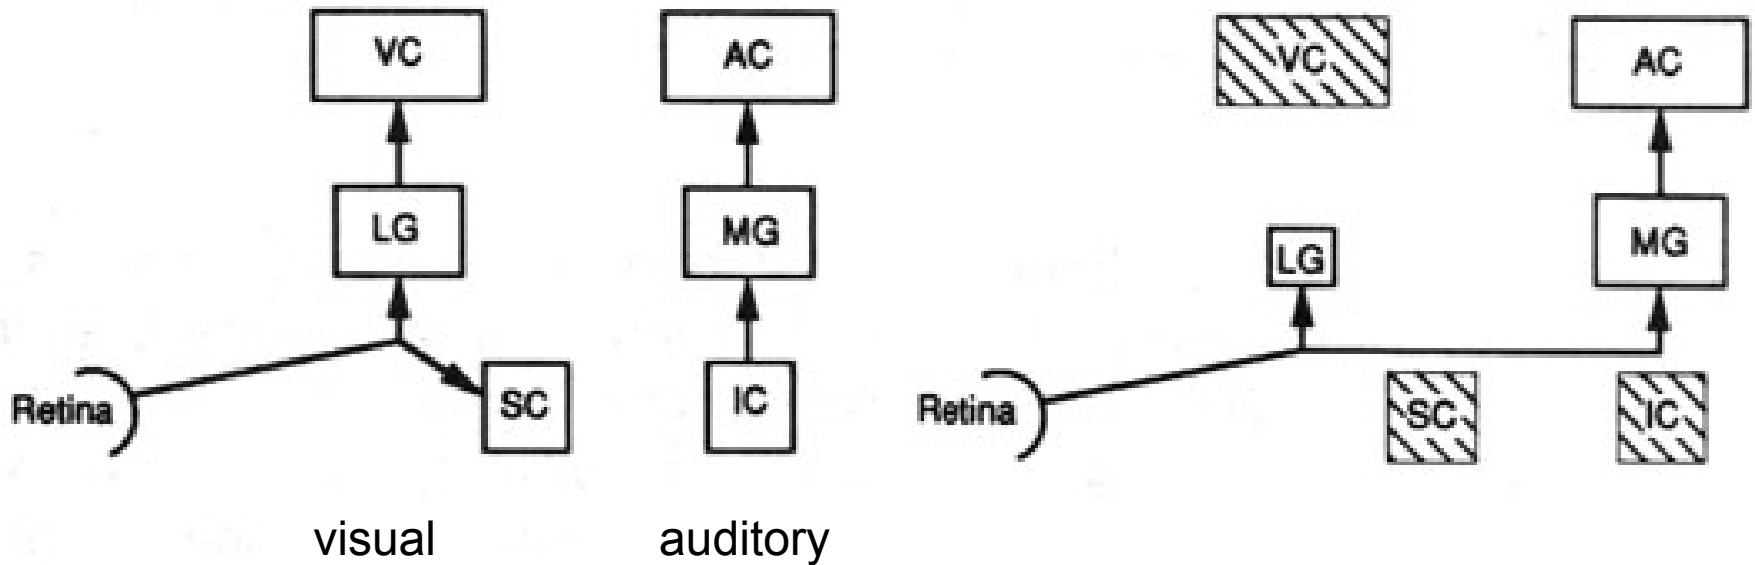 VC
AC
VC
AC
LG
MG
LG
MG
Retina
SC
IC
Retina
SC
IC
visual
auditory